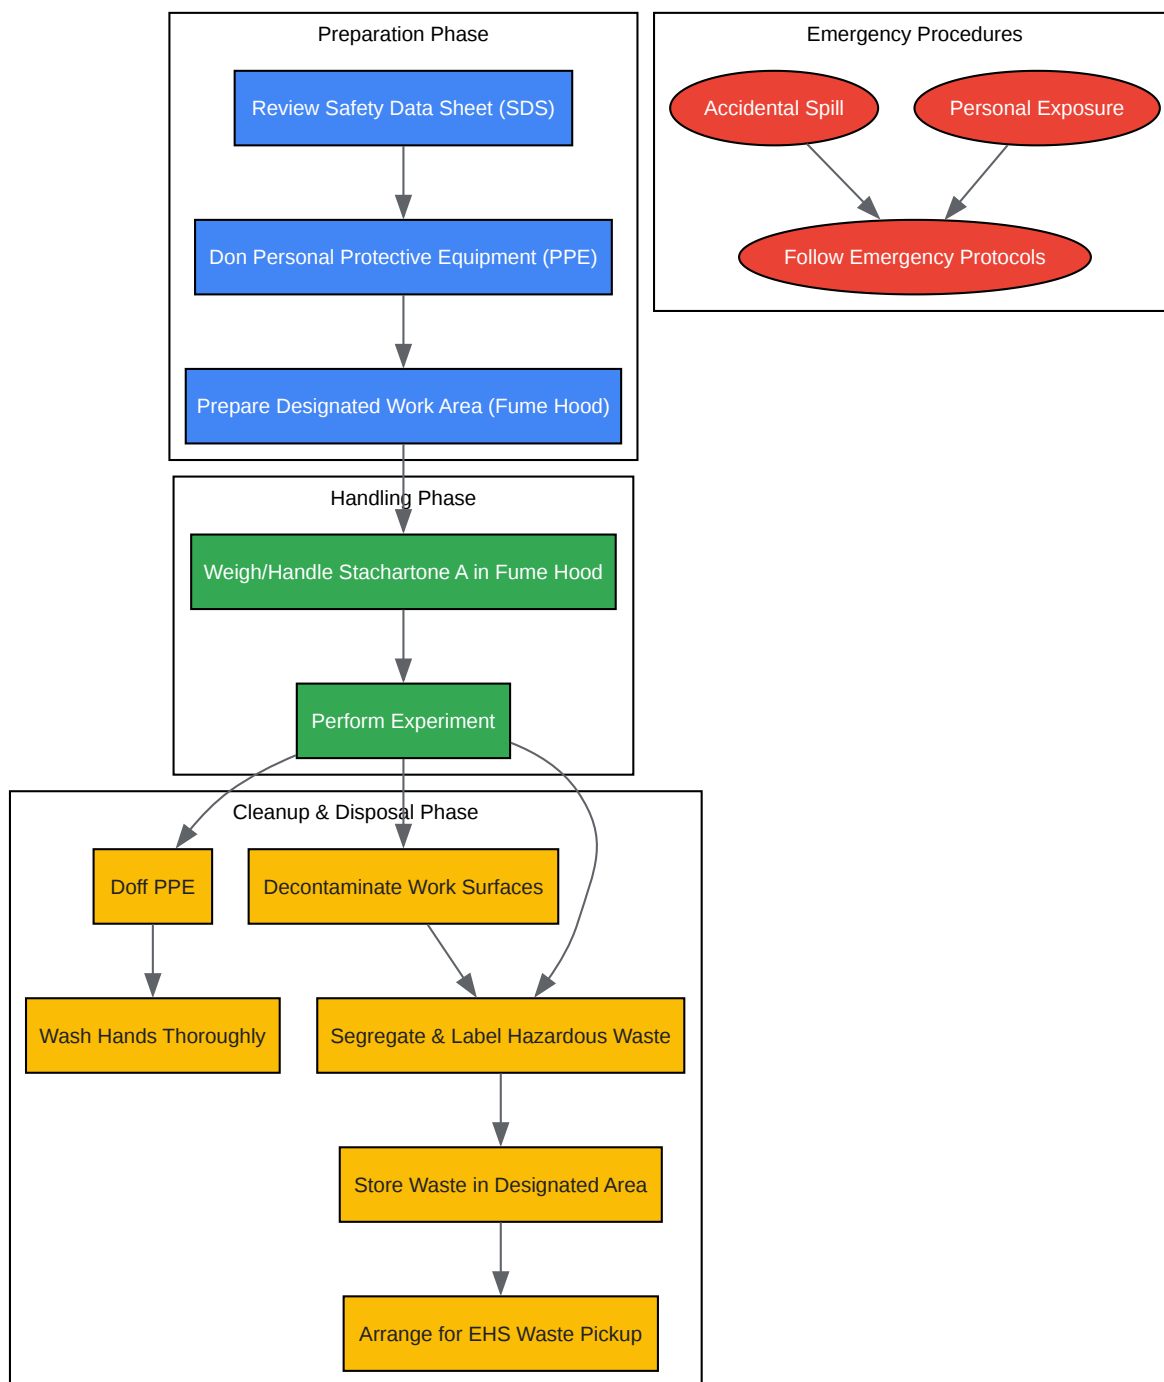 Preparation Phase
Review Safety Data Sheet (SDS)
Don Personal Protective Equipment (PPE)
Prepare Designated Work Area (Fume Hood)
Emergency Procedures
Accidental Spill
Personal Exposure
Follow Emergency Protocols
Handling Phase
Weigh/Handle Stachartone A in Fume Hood
Perform Experiment
Cleanup & Disposal Phase
Doff PPE
Decontaminate Work Surfaces
Wash Hands Thoroughly
Segregate & Label Hazardous Waste
Store Waste in Designated Area
Arrange for EHS Waste Pickup